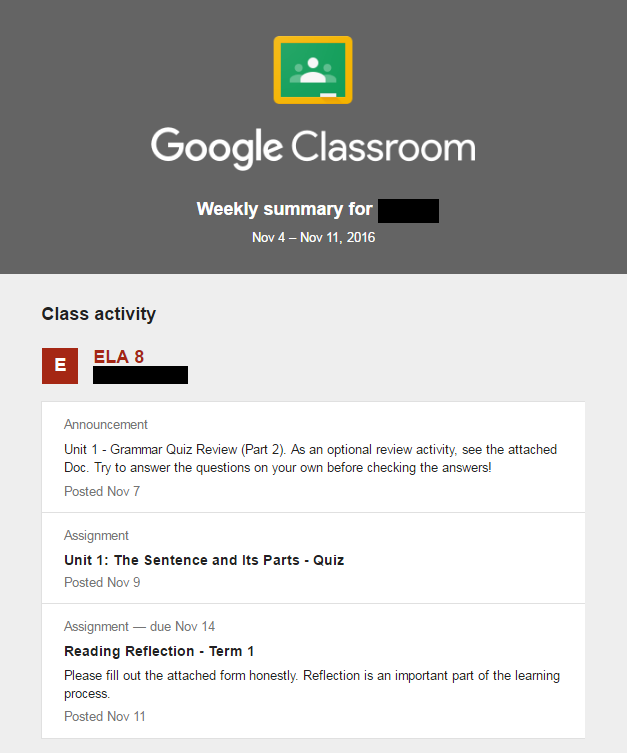 Google Classroom
Weekly summary for
Nov 4 – Nov 11, 2016
Class activity
E
ELA 8
Announcement
Unit 1 - Grammar Quiz Review (Part 2). As an optional review activity, see the attached
Doc. Try to answer the questions on your own before checking the answers!
Posted Nov 7
Assignment
Unit 1: The Sentence and Its Parts - Quiz
Posted Nov 9
Assignment — due Nov 14
Reading Reflection - Term 1
Please fill out the attached form honestly. Reflection is an important part of the learning
process.
Posted Nov 11